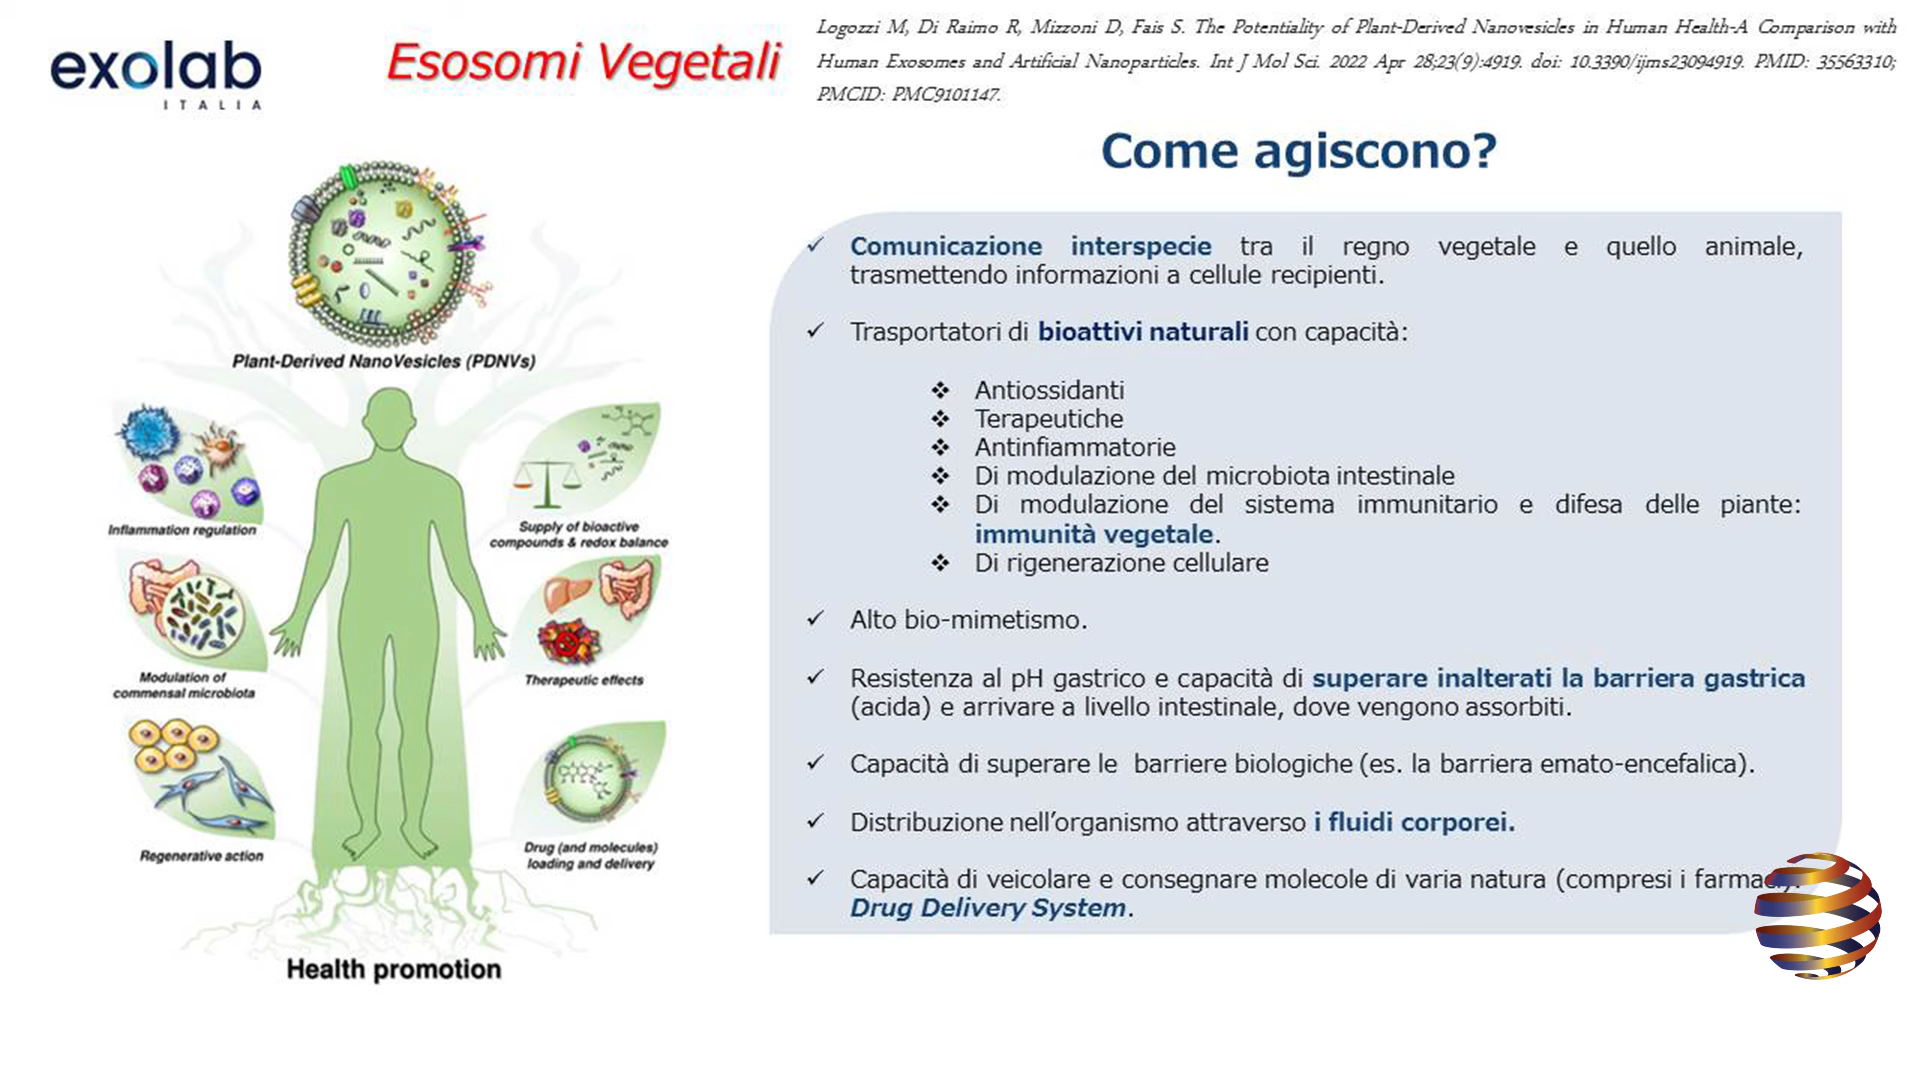 exolab
ITALIA
Esosomi Vegetali
Logozzi M, Di Raimo R, Mizzoni D, Fais S. The Potentiality of Plant-Derived Nanovesicles in Human Health-A Comparison with
Human Exosomes and Artificial Nanoparticles. Int J Mol Sci. 2022 Apr 28;23(9):4919. doi: 10.3390/ijms23094919. PMID: 35563310;
PMCID: PMC9101147.
Plant-Derived NanoVesicles (PDNVs)
Inflammation regulation
Supply of bioactive
compounds & redox balance
Modulation of
commensal microbiota
Therapeutic effects
Regenerative action
Drug (and molecules)
loading and delivery
Health promotion
Come agiscono?
✓ Comunicazione interspecie tra il regno vegetale e quello animale,
trasmettendo informazioni a cellule recipienti.
✓ Trasportatori di bioattivi naturali con capacità:
❖ Antiossidanti
❖ Terapeutiche
❖ Antinfiammatorie
❖ Di modulazione del microbiota intestinale
❖ Di modulazione del sistema immunitario e difesa delle piante:
immunità vegetale.
❖ Di rigenerazione cellulare
✓ Alto bio-mimetismo.
✓ Resistenza al pH gastrico e capacità di superare inalterati la barriera gastrica
(acida) e arrivare a livello intestinale, dove vengono assorbiti.
✓ Capacità di superare le barriere biologiche (es. la barriera emato-encefalica).
✓ Distribuzione nell'organismo attraverso i fluidi corporei.
✓ Capacità di veicolare e consegnare molecole di varia natura (compresi i farmaci).
Drug Delivery System.